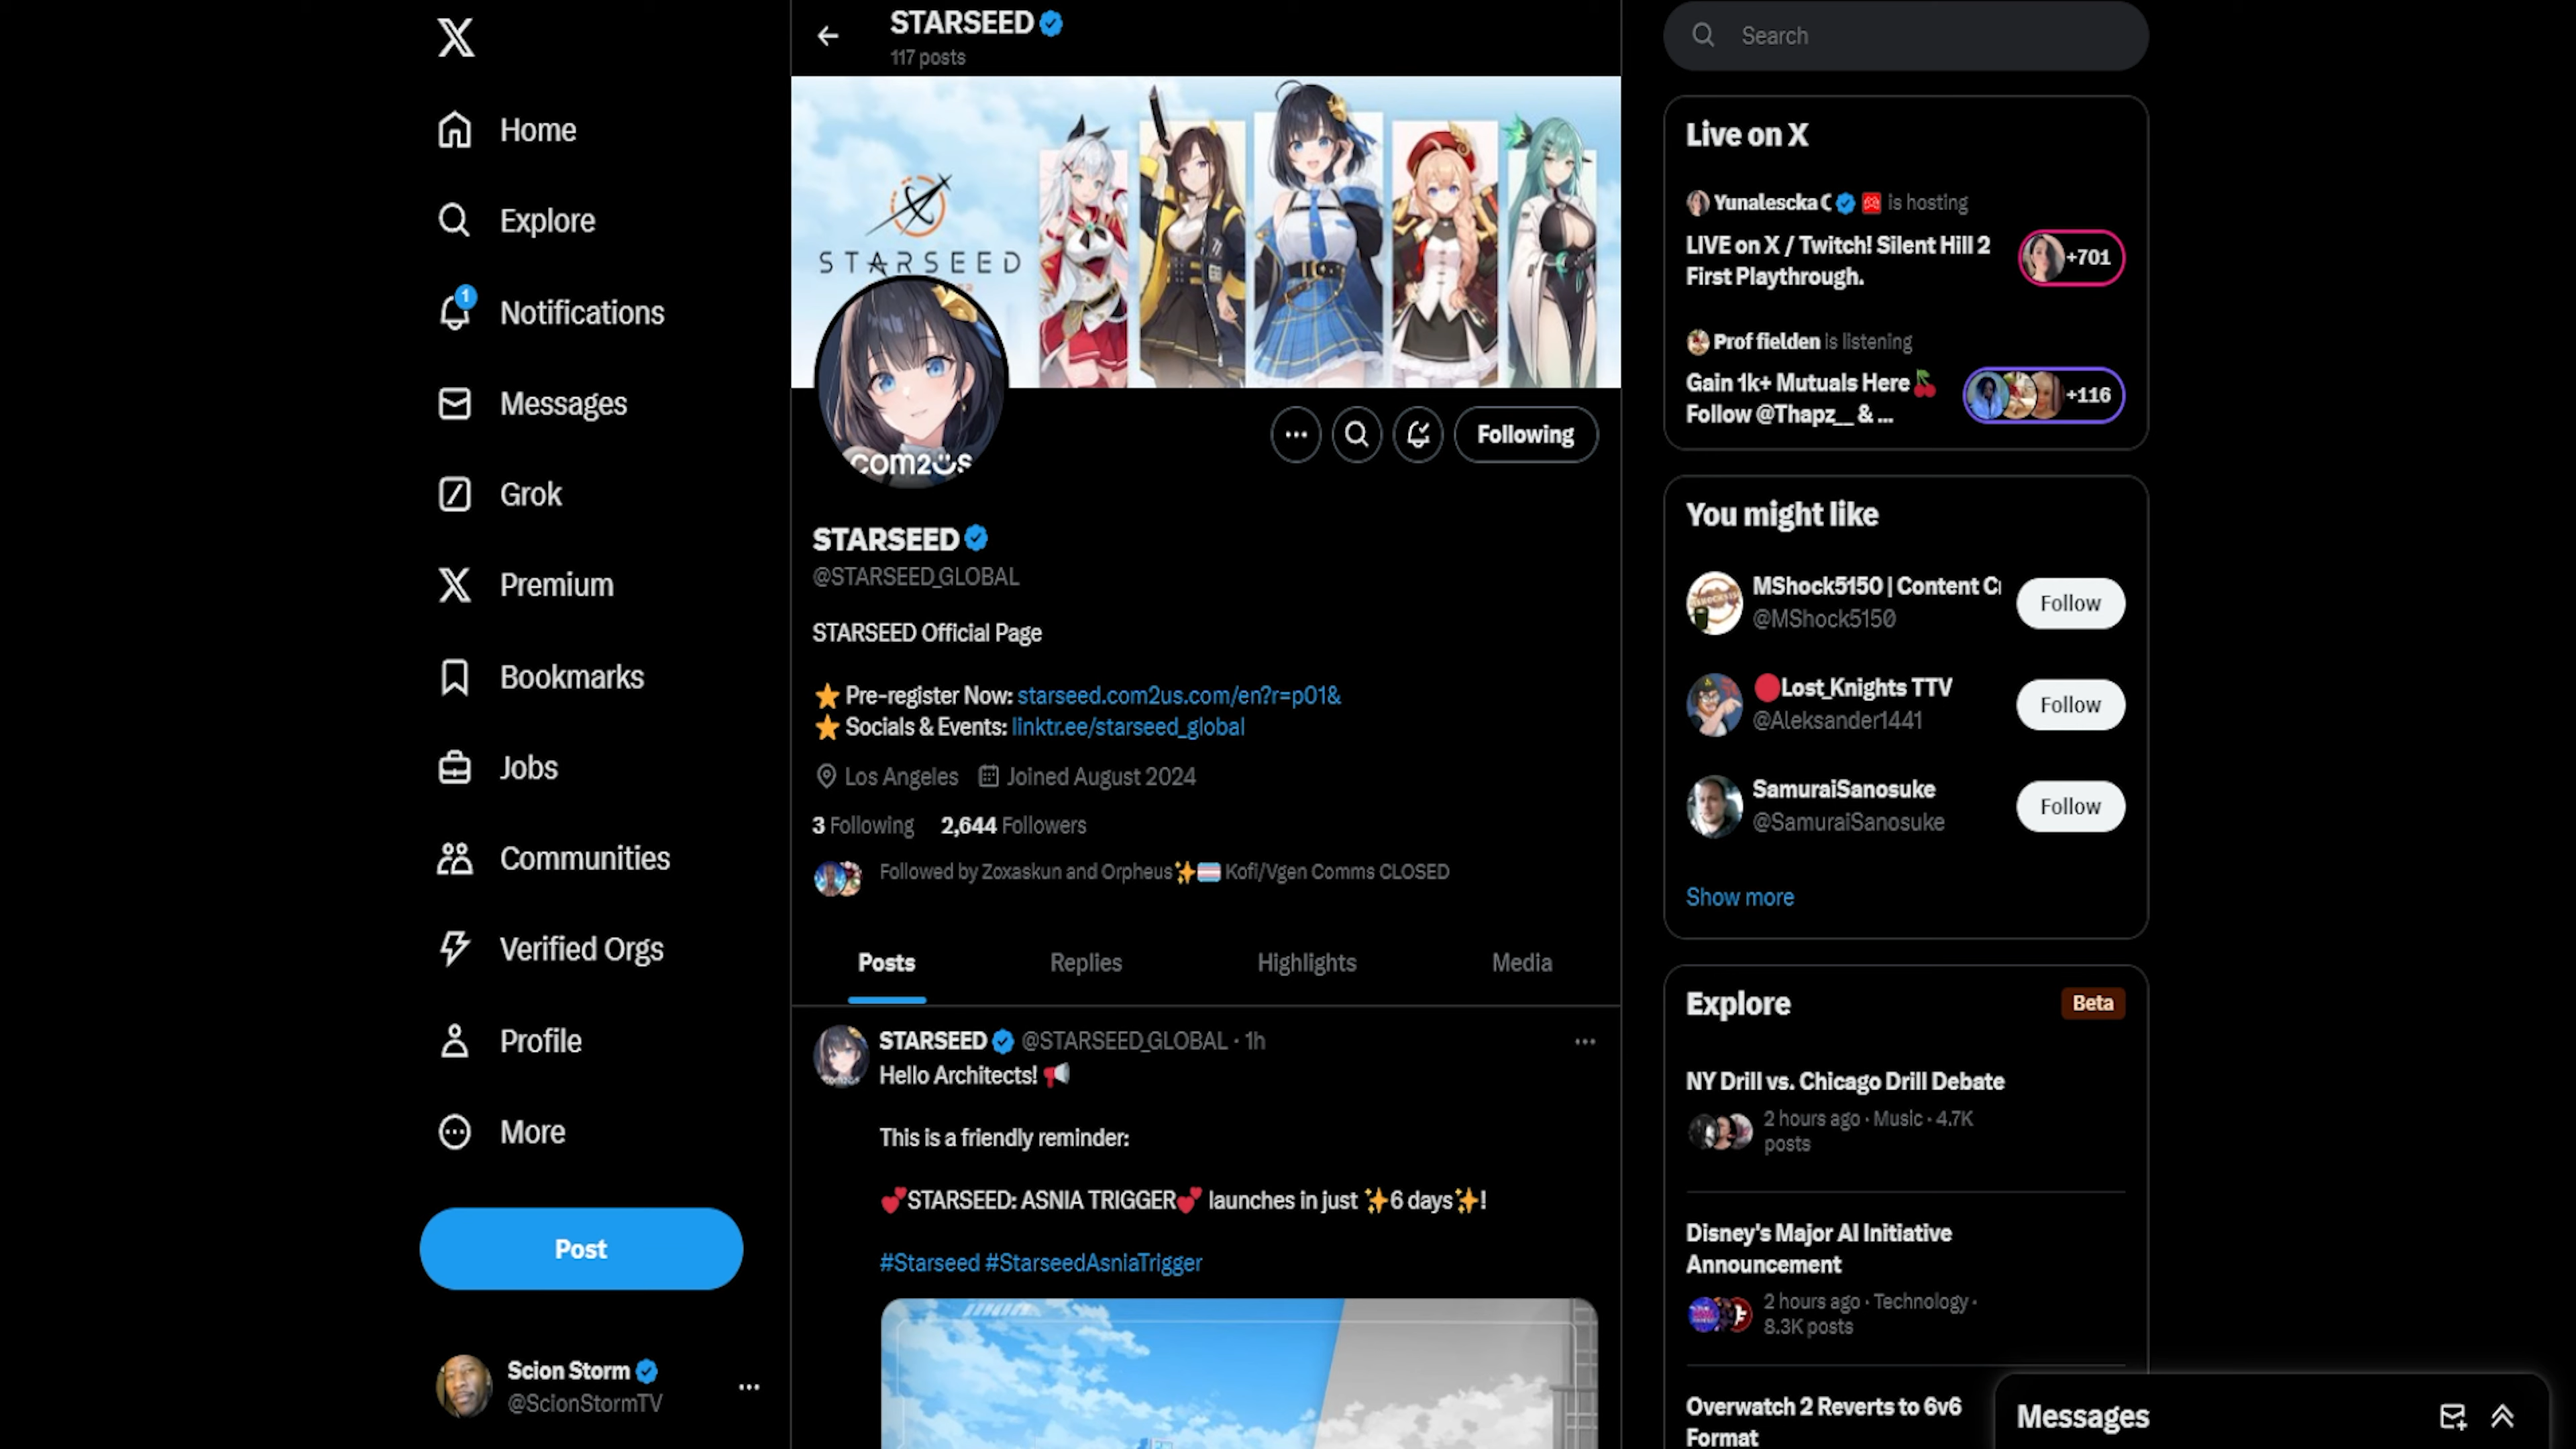 Home
Explore
1
Notifications
Messages
Grok
Premium
Bookmarks
Jobs
Communities
Verified Orgs
Profile
More
Post
Scion Storm
@ScionStormTV
STARSEED
117 posts
STARSEED
com2us
Following
STARSEED
@STARSEED_GLOBAL
STARSEED Official Page
⭐ Pre-register Now: starseed.com2us.com/en?r=p01&
⭐ Socials & Events: linktr.ee/starseed_global
Los Angeles Joined August 2024
3 Following 2,644 Followers
Followed by Zoxaskun and Orpheus✨🏳️‍⚧️ Kofi/Vgen Comms CLOSED
Posts Replies Highlights Media
STARSEED @STARSEED_GLOBAL · 1h
Hello Architects! 📢
This is a friendly reminder:
💕STARSEED: ASNIA TRIGGER💕 launches in just ✨6 days✨!
#Starseed #StarseedAsniaTrigger
Search
Live on X
Yunalescka C is hosting
LIVE on X / Twitch! Silent Hill 2
First Playthrough.
+701
Prof fielden is listening
Gain 1k+ Mutuals Here🍒
Follow @Thapz__ & ...
+116
You might like
MShock5150 | Content
@MShock5150
Follow
🔴Lost_Knights TTV
@Aleksander1441
Follow
SamuraiSanosuke
@SamuraiSanosuke
Follow
Show more
Explore
Beta
NY Drill vs. Chicago Drill Debate
2 hours ago · Music · 4.7K
posts
Disney's Major AI Initiative
Announcement
2 hours ago · Technology ·
8.3K posts
Overwatch 2 Reverts to 6v6
Format
Messages